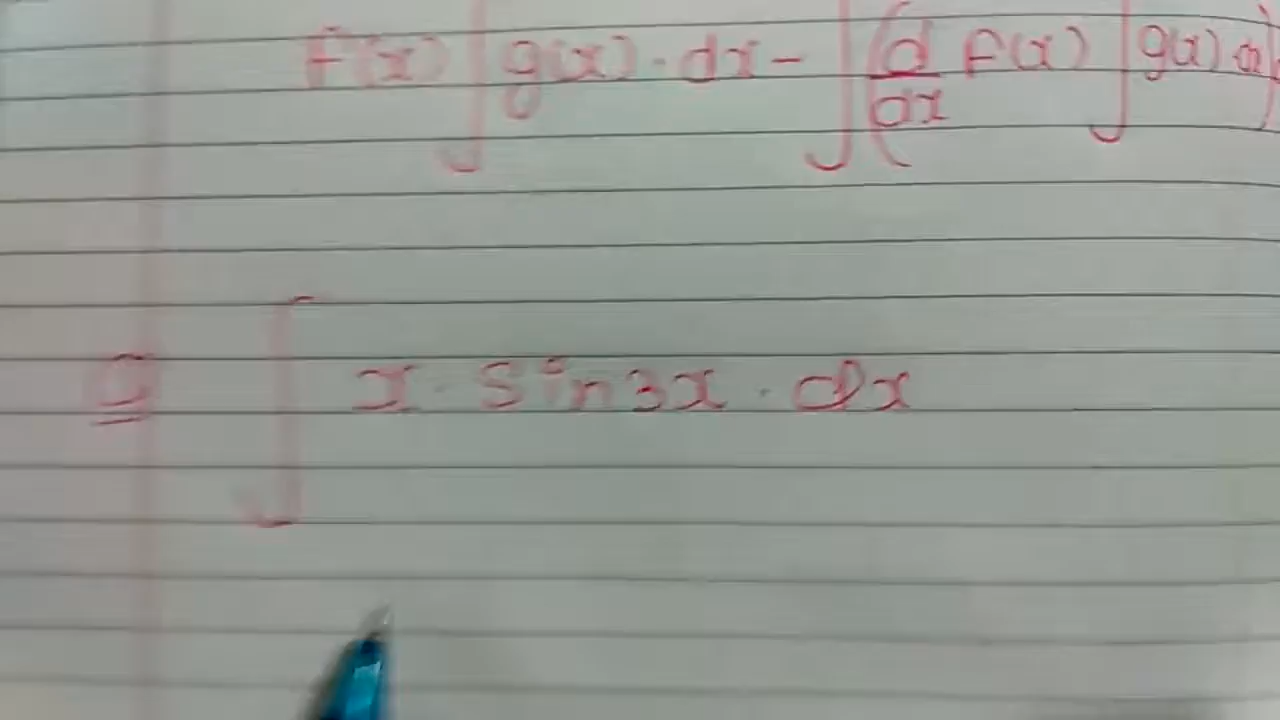 f(x) ∫ g(x) · dx - ∫ (d/dx f(x) ∫ g(x) · dx)
Q ∫ x · sin3x · dx